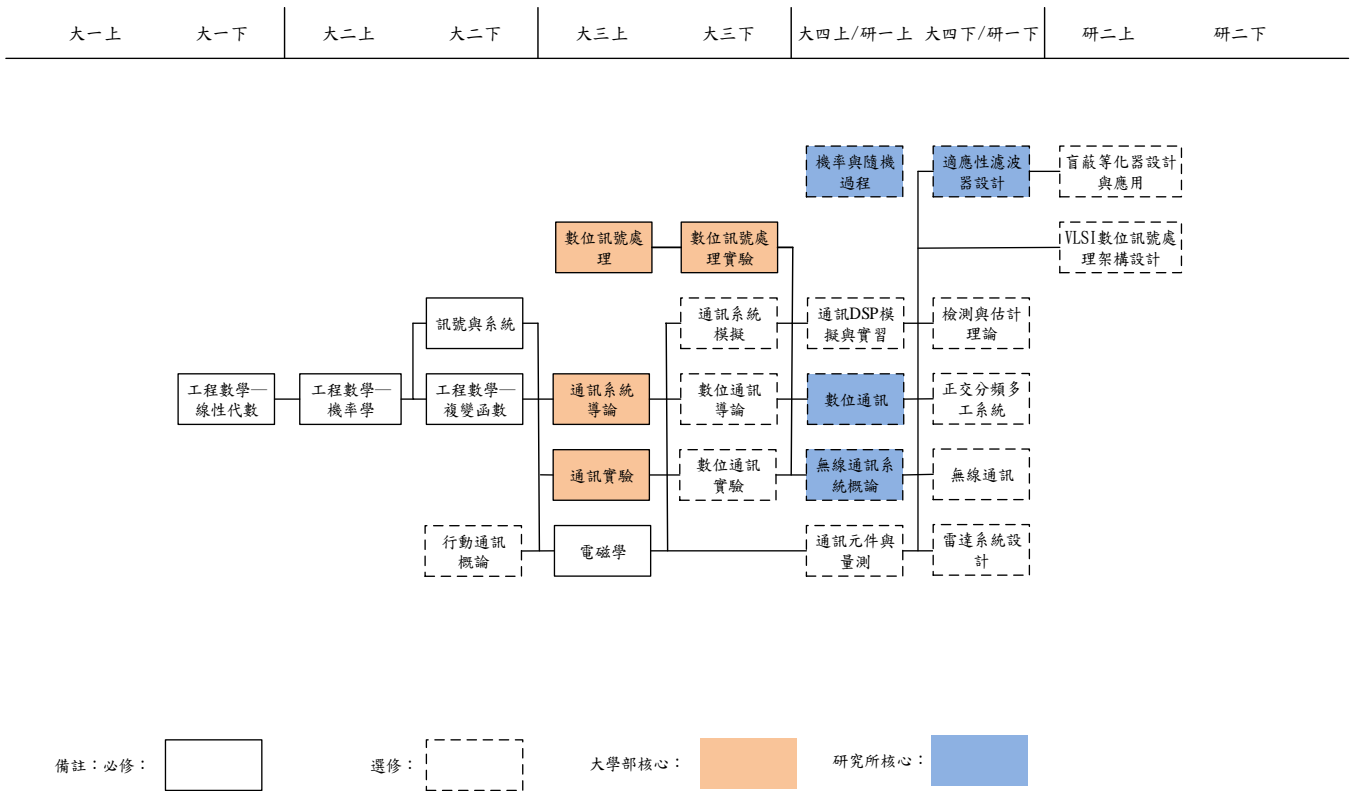 大一上
大一下
大二上
大二下
大三上
大三下
大四上/研一上
大四下/研一下
研二上
研二下
機率與隨機
過程
適應性濾波
器設計
盲蔽等化器設計
與應用
數位訊號處
理
數位訊號處
理實驗
VLSI數位訊號處
理架構設計
訊號與系統
通訊系統
模擬
通訊DSP模
擬與實習
檢測與估計
理論
工程數學—
線性代數
工程數學—
機率學
工程數學—
複變函數
通訊系統
導論
數位通訊
導論
數位通訊
正交分頻多
工系統
通訊實驗
數位通訊
實驗
無線通訊系
統概論
無線通訊
行動通訊
概論
電磁學
通訊元件與
量測
雷達系統設
計
備註：必修：
選修：
大學部核心：
研究所核心：